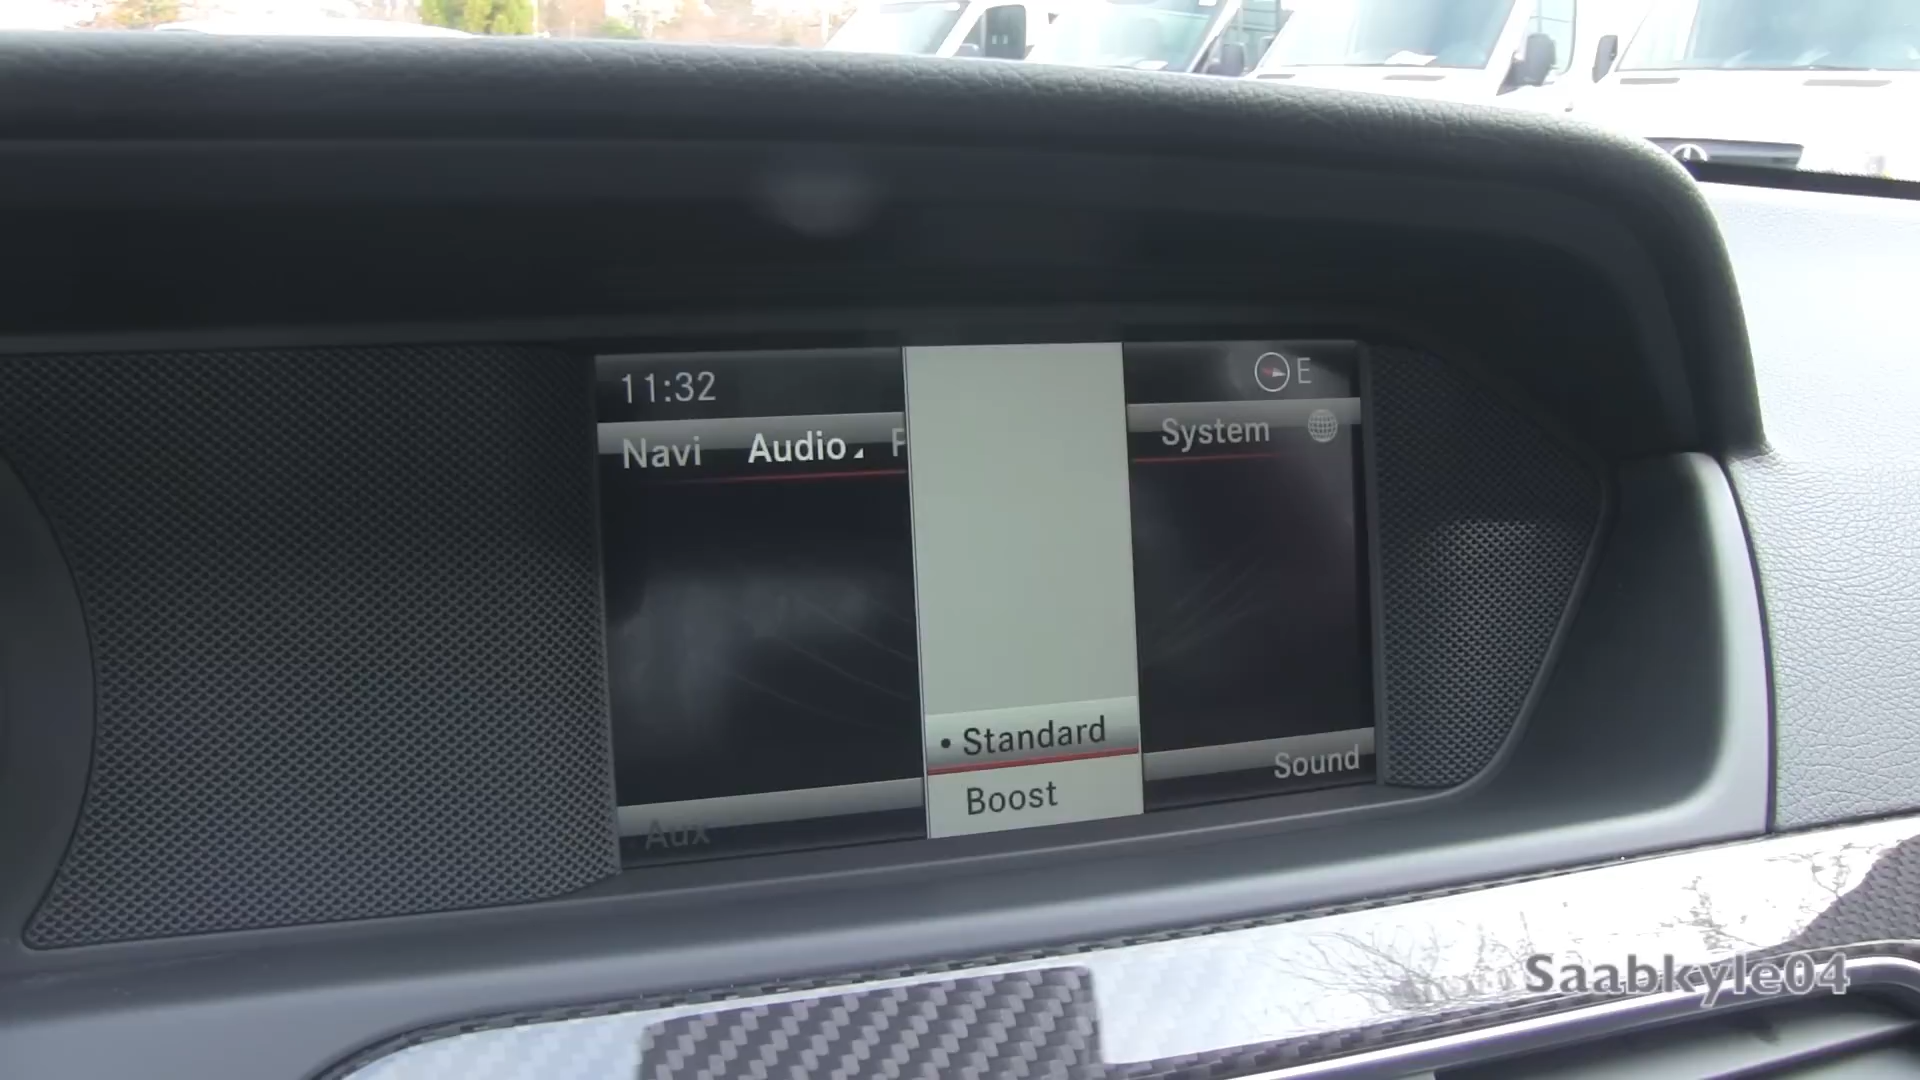 11:32
E
Navi Audio F
System
• Standard
Boost
Sound
Aux
Saabkyle04